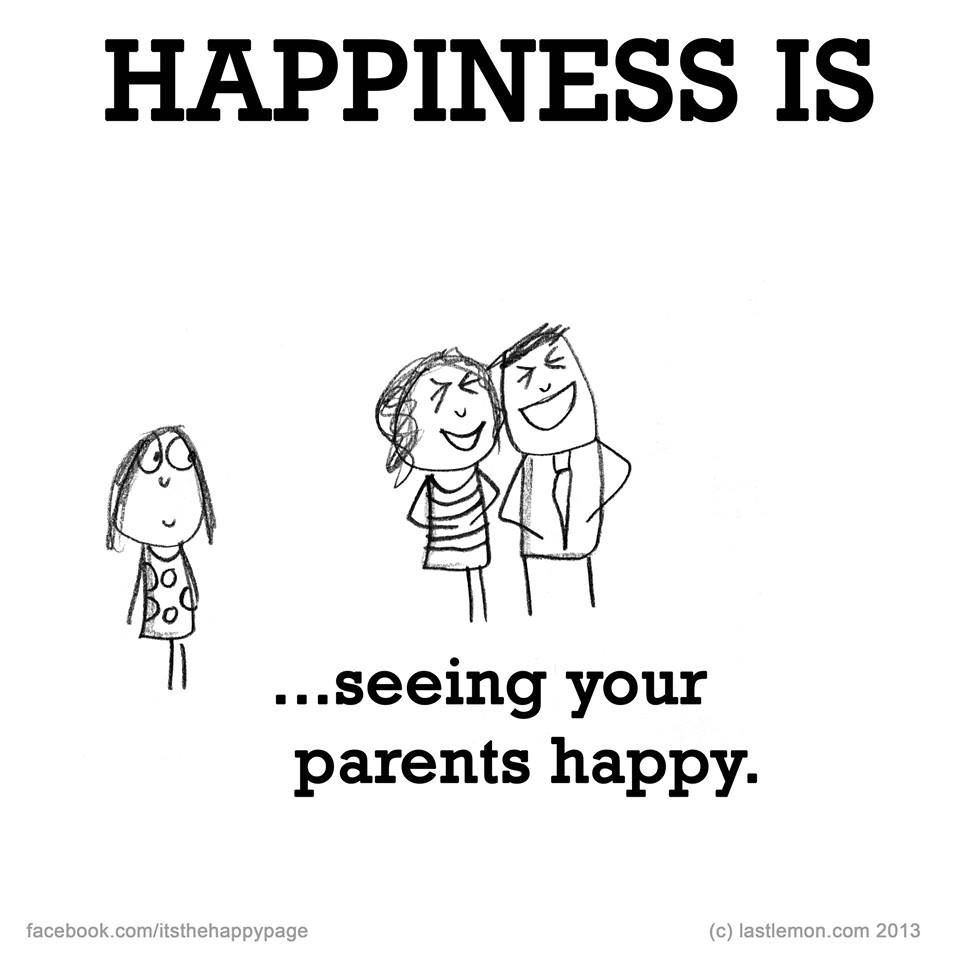 HAPPINESS IS
...seeing your
parents happy.
facebook.com/itsthehappypage
(c) lastlemon.com 2013